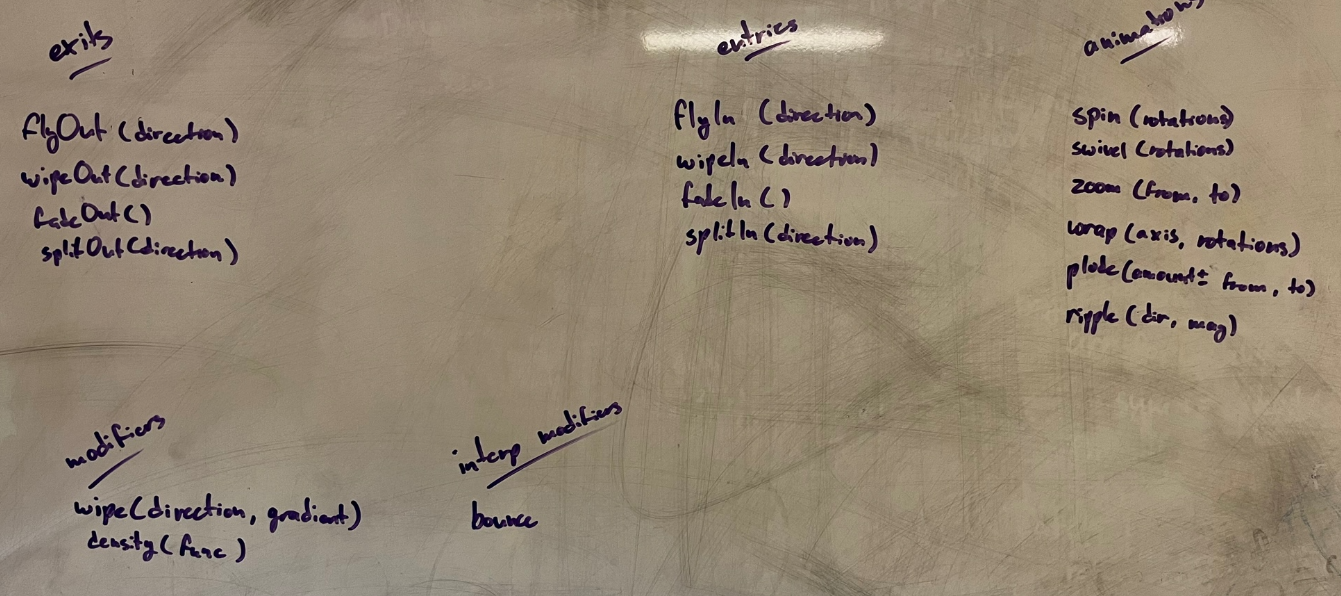 exits
flyOut (direction)
wipeOut (direction)
fadeOut ()
splitOut (direction)
entries
flyIn (direction)
wipeIn (direction)
fadeIn ()
splitIn (direction)
animations
spin (rotations)
swivel (rotations)
zoom (from, to)
wrap (axis, rotations)
plode (amount± from, to)
ripple (dir, mag)
modifiers
wipe (direction, gradient)
density (func)
interp modifiers
bounce